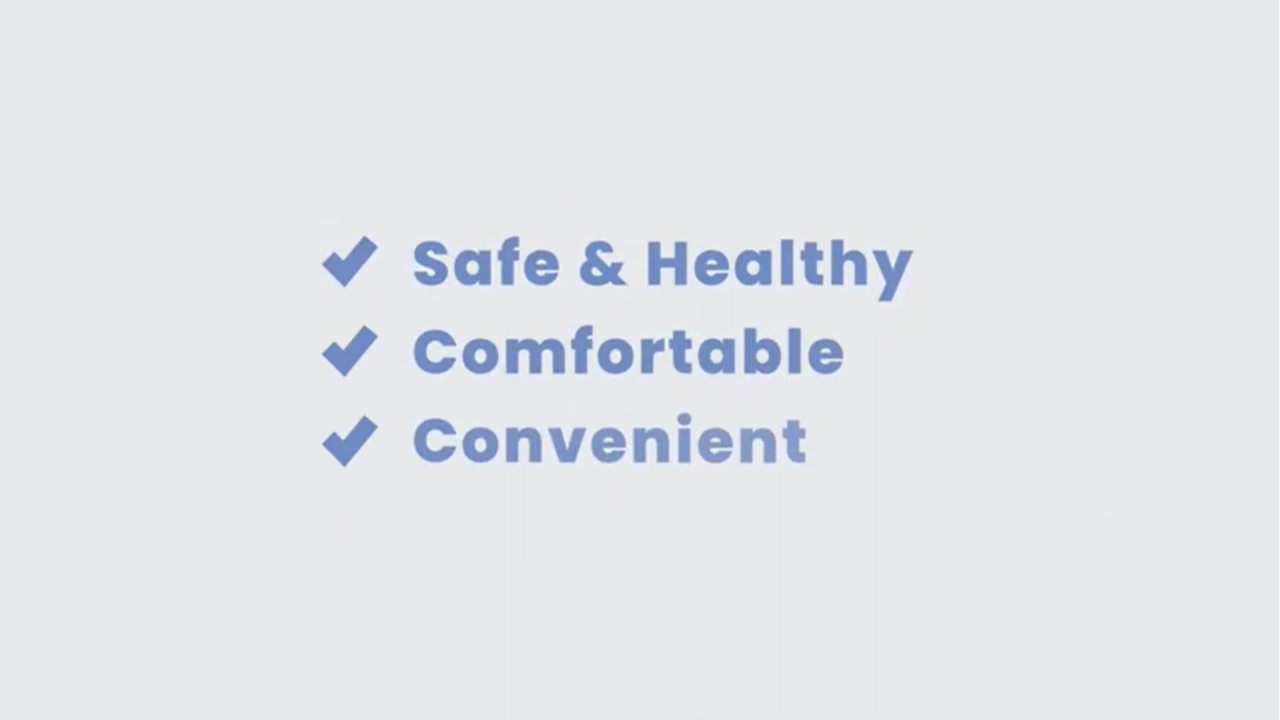 ✔ Safe & Healthy
✔ Comfortable
✔ Convenient